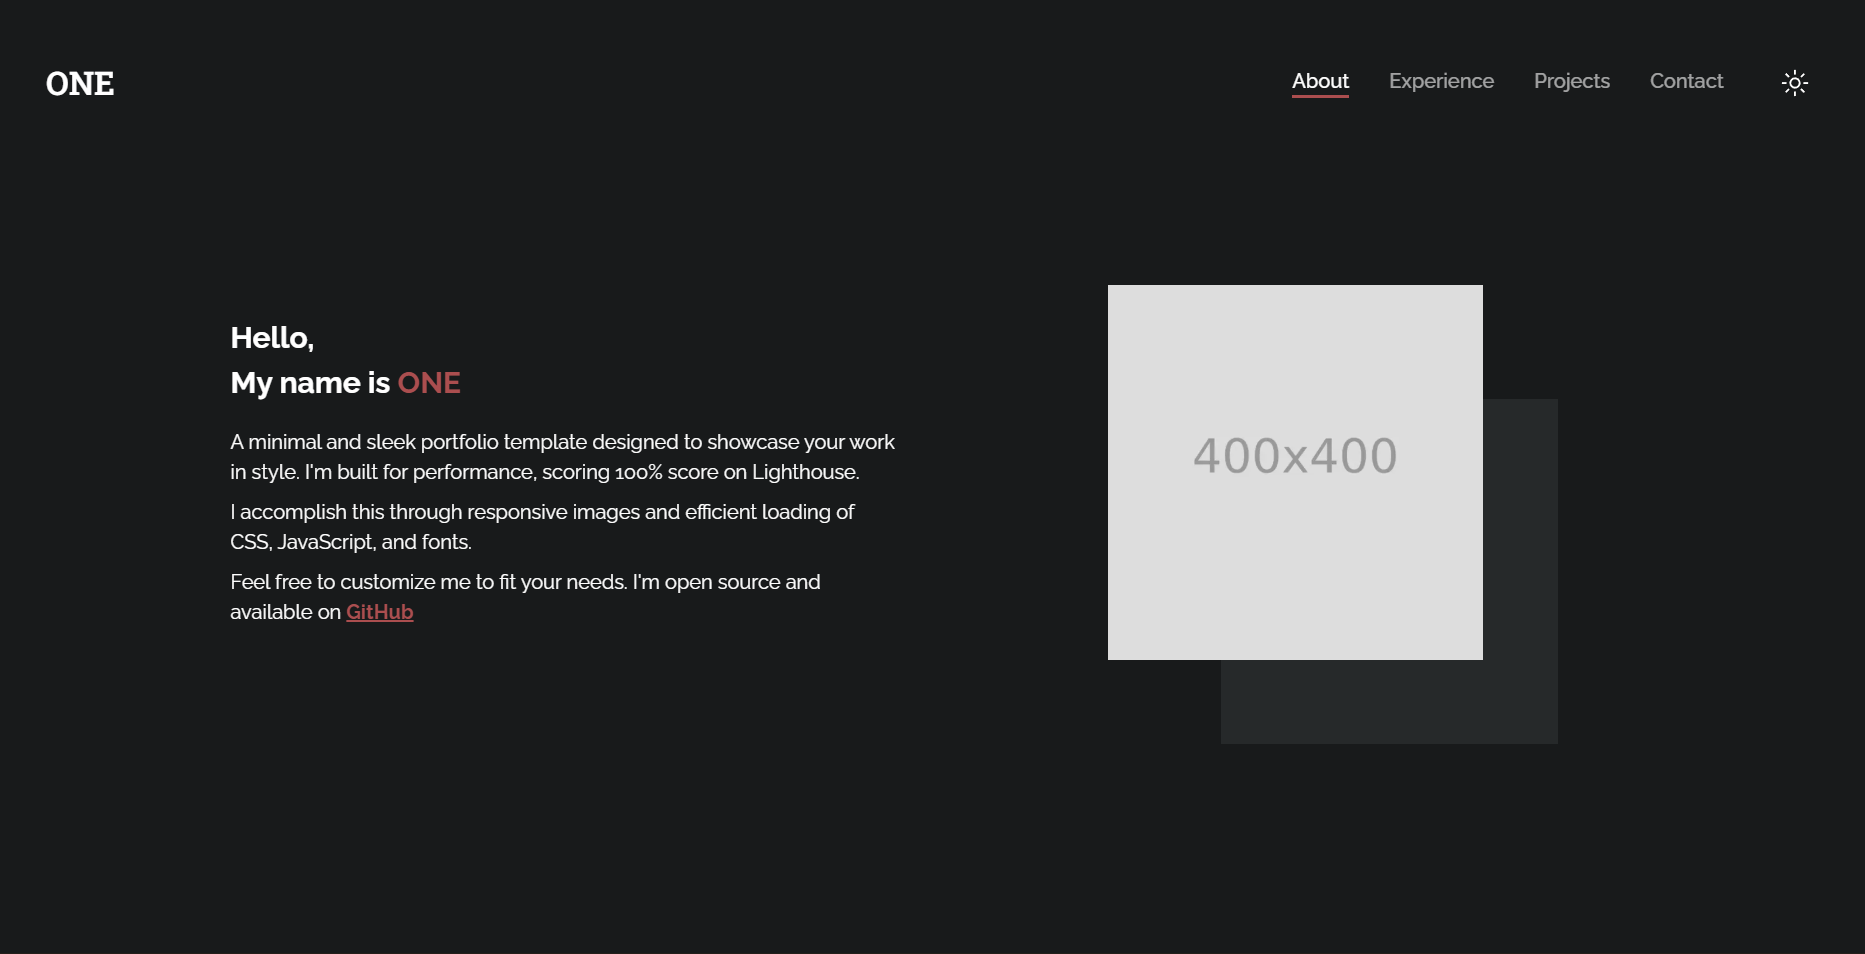 ONE
About
Experience
Projects
Contact
Hello,
My name is ONE
A minimal and sleek portfolio template designed to showcase your work
in style. I'm built for performance, scoring 100% score on Lighthouse.
I accomplish this through responsive images and efficient loading of
CSS, JavaScript, and fonts.
Feel free to customize me to fit your needs. I'm open source and
available on GitHub
400x400